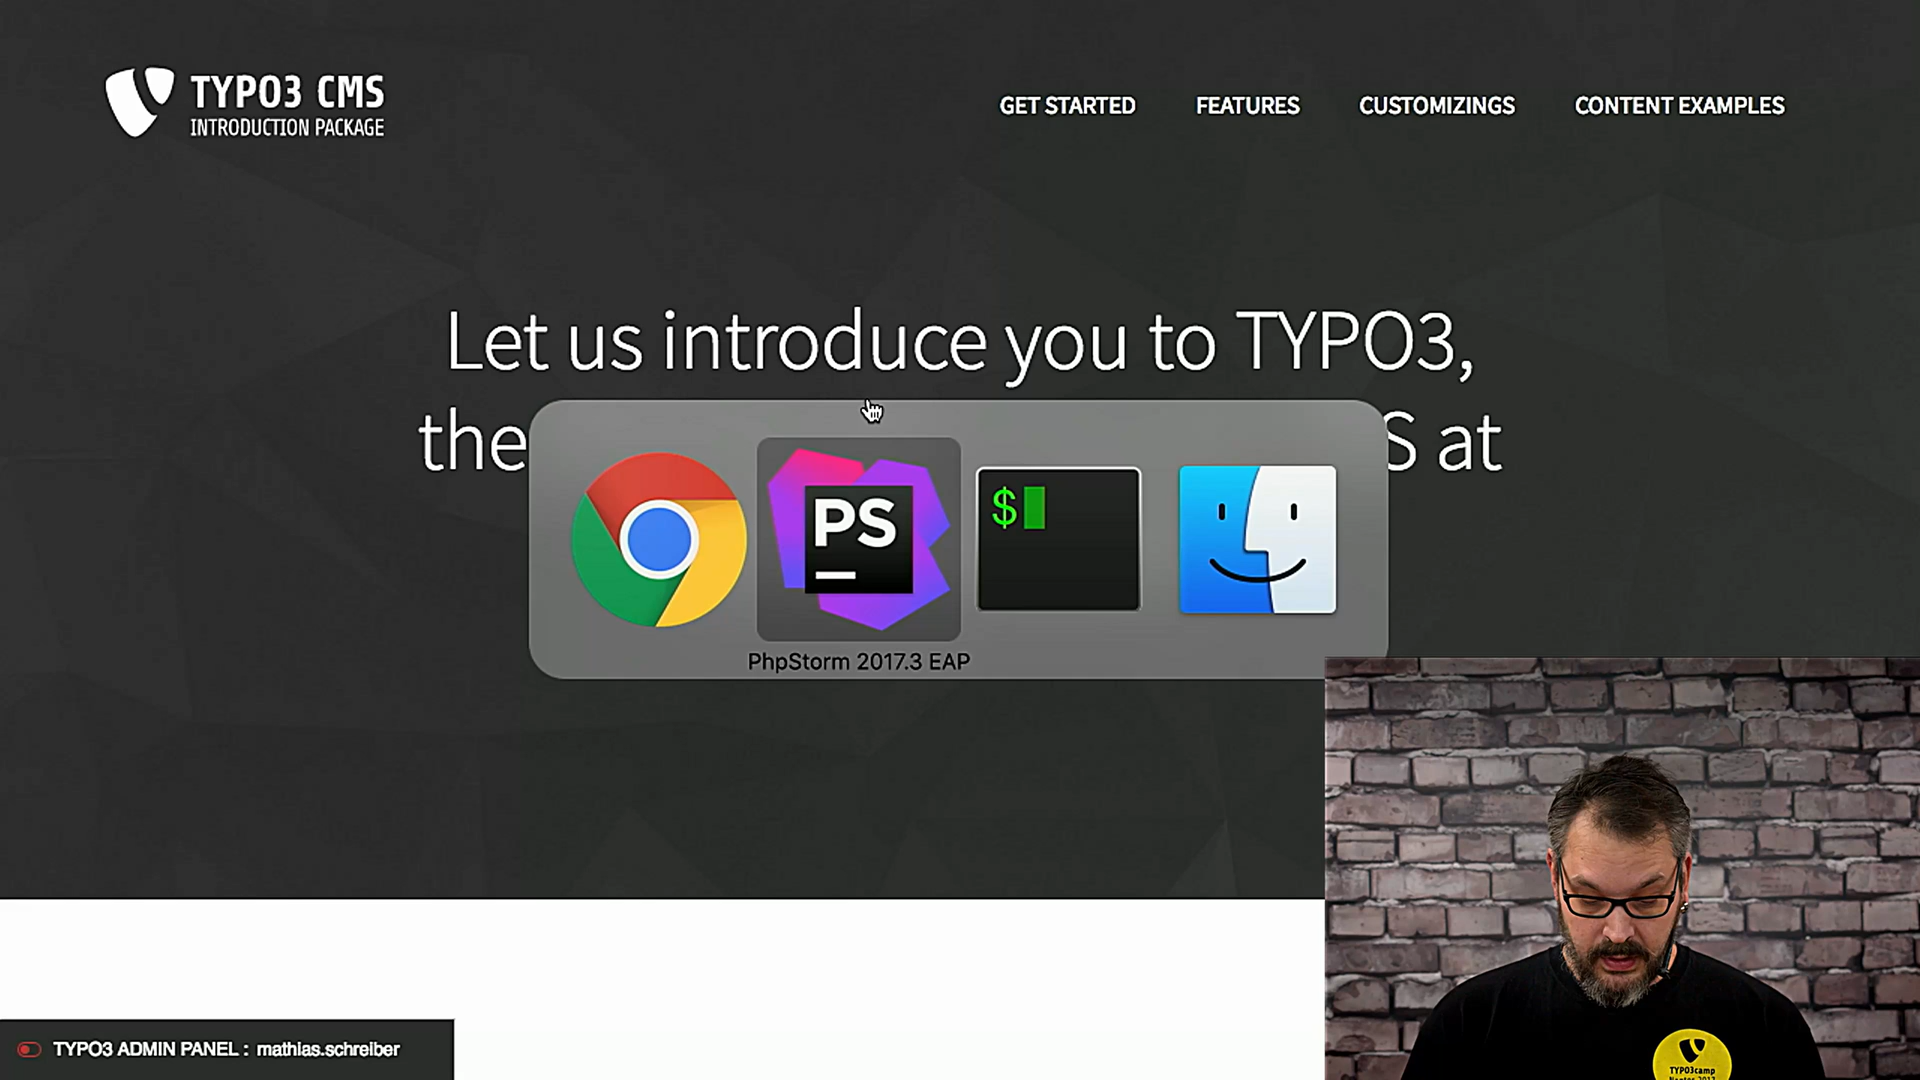 TYPO3 CMS
INTRODUCTION PACKAGE
GET STARTED
FEATURES
CUSTOMIZINGS
CONTENT EXAMPLES
Let us introduce you to TYPO3,
the
S at
PS
$
PhpStorm 2017.3 EAP
TYPO3 ADMIN PANEL : mathias.schreiber
TYPO3camp